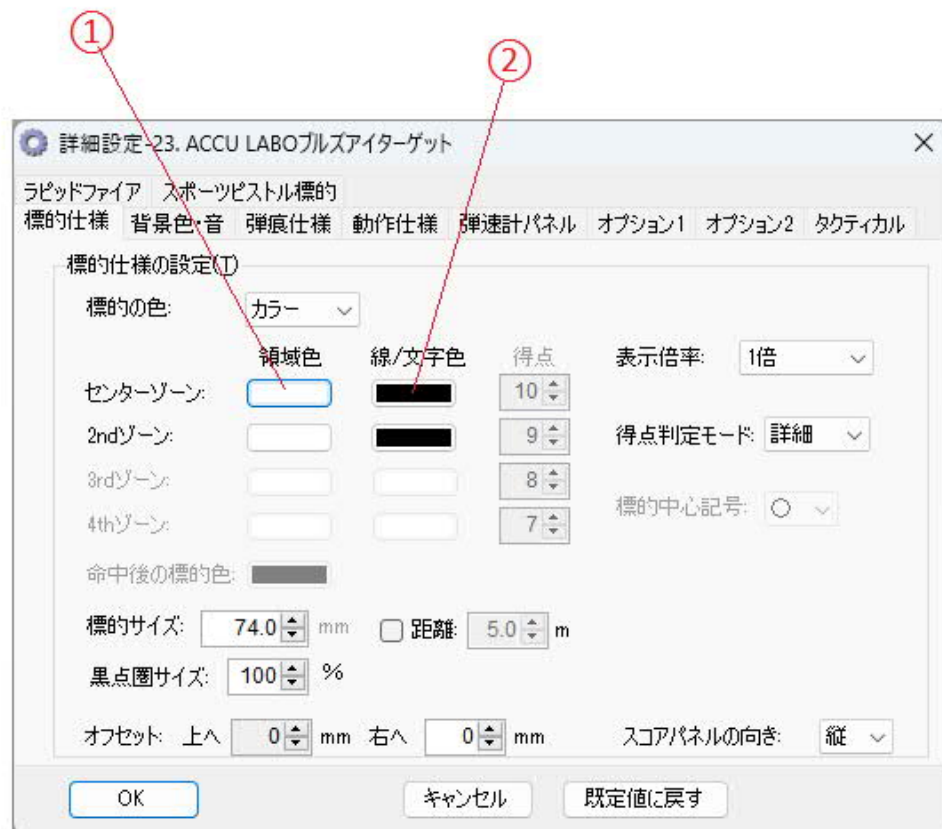 ①
②
詳細設定-23. ACCU LABOブルズアイターゲット
ラピッドファイア スポーツピストル標的
標的仕様 背景色・音 弾痕仕様 動作仕様 弾速計パネル オプション1 オプション2 タクティカル
標的仕様の設定(T)
標的の色: カラー
領域色 線/文字色 得点 表示倍率: 1倍
センターゾーン: 10
2ndゾーン: 9 得点判定モード: 詳細
3rdゾーン: 8
標的中心記号: ○
4thゾーン: 7
命中後の標的色:
標的サイズ: 74.0 mm 距離: 5.0 m
黒点圏サイズ: 100 %
オフセット: 上へ 0 mm 右へ 0 mm スコアパネルの向き: 縦
OK キャンセル 既定値に戻す